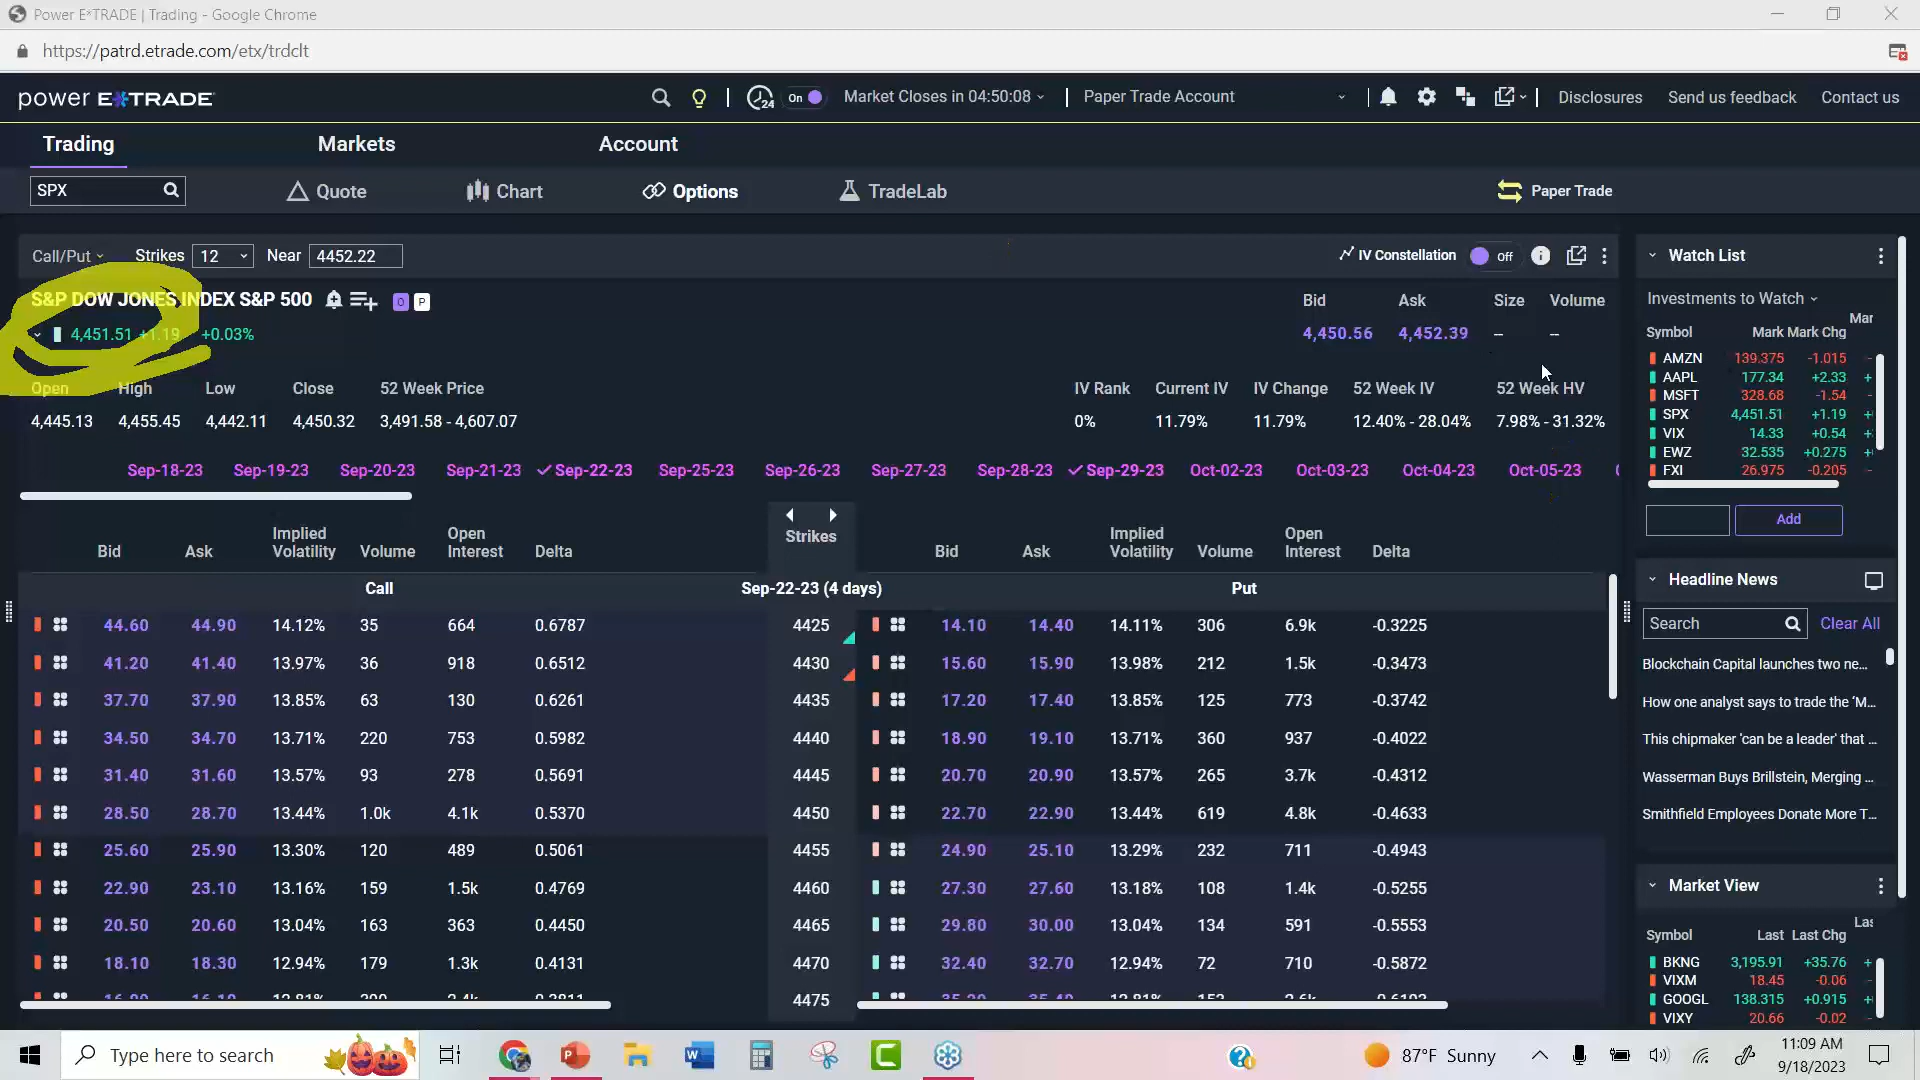 Power E*TRADE | Trading - Google Chrome
https://patrd.etrade.com/etx/trdclt
power E*TRADE 24 On Market Closes in 04:50:08 | Paper Trade Account Disclosures Send us feedback Contact us
Trading Markets Account
SPX Quote Chart Options TradeLab Paper Trade
Call/Put Strikes 12 Near 4452.22 IV Constellation Off
S&P DOW JONES INDEX S&P 500 O P
4,451.51 +1.19 +0.03%
Bid Ask Size Volume
4,450.56 4,452.39 -- --
Open High Low Close 52 Week Price IV Rank Current IV IV Change 52 Week IV 52 Week HV
4,445.13 4,455.45 4,442.11 4,450.32 3,491.58 - 4,607.07 0% 11.79% 11.79% 12.40% - 28.04% 7.98% - 31.32%
Sep-18-23 Sep-19-23 Sep-20-23 Sep-21-23 Sep-22-23 Sep-25-23 Sep-26-23 Sep-27-23 Sep-28-23 Sep-29-23 Oct-02-23 Oct-03-23 Oct-04-23 Oct-05-23
Bid Ask Implied Volatility Volume Open Interest Delta Strikes Bid Ask Implied Volatility Volume Open Interest Delta
Call Sep-22-23 (4 days) Put
44.60 44.90 14.12% 35 664 0.6787 4425 14.10 14.40 14.11% 306 6.9k -0.3225
41.20 41.40 13.97% 36 918 0.6512 4430 15.60 15.90 13.98% 212 1.5k -0.3473
37.70 37.90 13.85% 63 130 0.6261 4435 17.20 17.40 13.85% 125 773 -0.3742
34.50 34.70 13.71% 220 753 0.5982 4440 18.90 19.10 13.71% 360 937 -0.4022
31.40 31.60 13.57% 93 278 0.5691 4445 20.70 20.90 13.57% 265 3.7k -0.4312
28.50 28.70 13.44% 1.0k 4.1k 0.5370 4450 22.70 22.90 13.44% 619 4.8k -0.4633
25.60 25.90 13.30% 120 489 0.5061 4455 24.90 25.10 13.29% 232 711 -0.4943
22.90 23.10 13.16% 159 1.5k 0.4769 4460 27.30 27.60 13.18% 108 1.4k -0.5255
20.50 20.60 13.04% 163 363 0.4450 4465 29.80 30.00 13.04% 134 591 -0.5553
18.10 18.30 12.94% 179 1.3k 0.4131 4470 32.40 32.70 12.94% 72 710 -0.5872
4475
Watch List
Investments to Watch
Symbol Mark Mark Chg Mar
AMZN 139.375 -1.015 -
AAPL 177.34 +2.33 +
MSFT 328.68 -1.54 -
SPX 4,451.51 +1.19 +
VIX 14.33 +0.54 +
EWZ 32.535 +0.275 +
FXI 26.975 -0.205 -
Add
Headline News
Search Clear All
Blockchain Capital launches two ne...
How one analyst says to trade the ‘M...
This chipmaker 'can be a leader' that ...
Wasserman Buys Brillstein, Merging ...
Smithfield Employees Donate More T...
Market View
Symbol Last Last Chg Las
BKNG 3,195.91 +35.76 +
VIXM 18.45 -0.06 -
GOOGL 138.315 +0.915 +
VIXY 20.66 -0.02 -
Type here to search 87°F Sunny 11:09 AM
9/18/2023